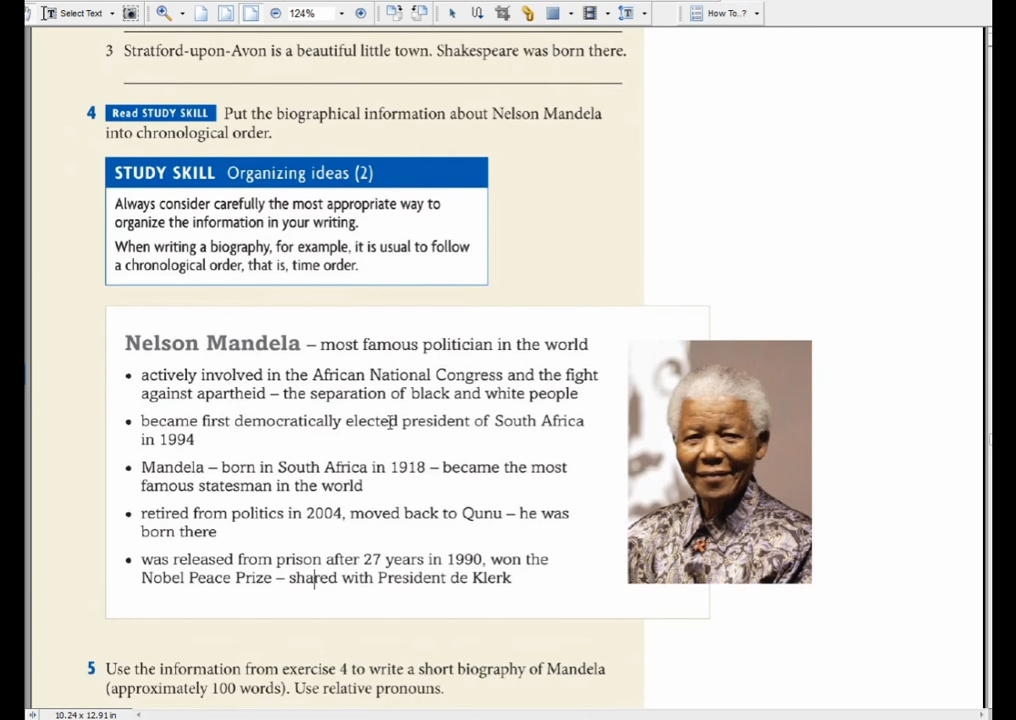 Select Text
124%
How To..?
3 Stratford-upon-Avon is a beautiful little town. Shakespeare was born there.
4 Read STUDY SKILL Put the biographical information about Nelson Mandela
into chronological order.
STUDY SKILL Organizing ideas (2)
Always consider carefully the most appropriate way to
organize the information in your writing.
When writing a biography, for example, it is usual to follow
a chronological order, that is, time order.
Nelson Mandela – most famous politician in the world
• actively involved in the African National Congress and the fight
against apartheid – the separation of black and white people
• became first democratically elected president of South Africa
in 1994
• Mandela – born in South Africa in 1918 – became the most
famous statesman in the world
• retired from politics in 2004, moved back to Qunu – he was
born there
• was released from prison after 27 years in 1990, won the
Nobel Peace Prize – shared with President de Klerk
5 Use the information from exercise 4 to write a short biography of Mandela
(approximately 100 words). Use relative pronouns.
10.24 x 12.91 in